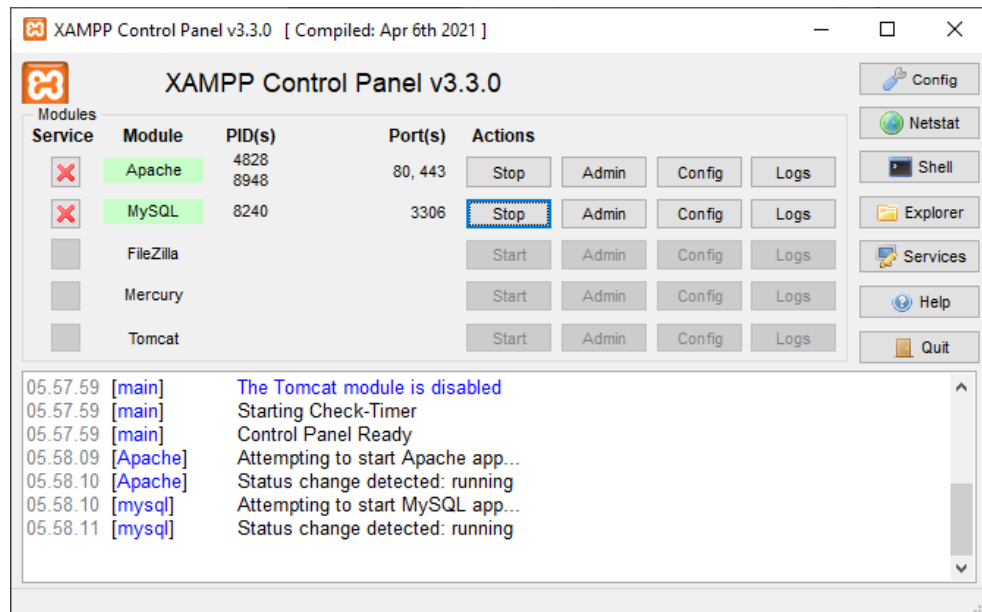 XAMPP Control Panel v3.3.0 [ Compiled: Apr 6th 2021 ]
XAMPP Control Panel v3.3.0
Config
Modules
Service Module PID(s) Port(s) Actions
Netstat
Apache 4828 8948 80, 443 Stop Admin Config Logs
Shell
MySQL 8240 3306 Stop Admin Config Logs
Explorer
FileZilla Start Admin Config Logs
Services
Mercury Start Admin Config Logs
Help
Tomcat Start Admin Config Logs
Quit
05.57.59 [main] The Tomcat module is disabled
05.57.59 [main] Starting Check-Timer
05.57.59 [main] Control Panel Ready
05.58.09 [Apache] Attempting to start Apache app...
05.58.10 [Apache] Status change detected: running
05.58.10 [mysql] Attempting to start MySQL app...
05.58.11 [mysql] Status change detected: running